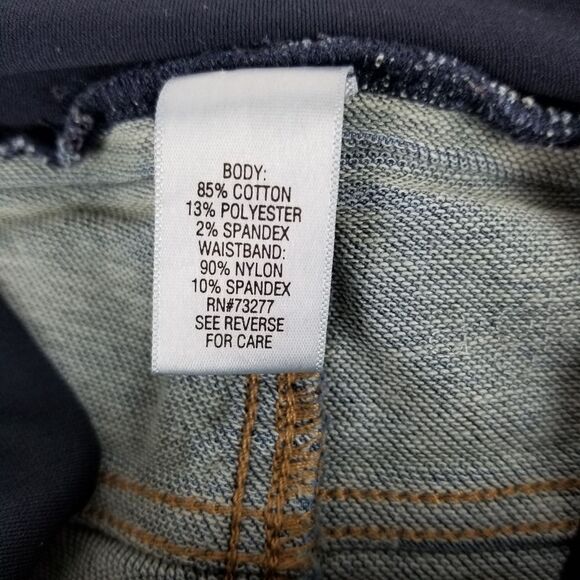 BODY:
85% COTTON
13% POLYESTER
2% SPANDEX
WAISTBAND:
90% NYLON
10% SPANDEX
RN#73277
SEE REVERSE
FOR CARE